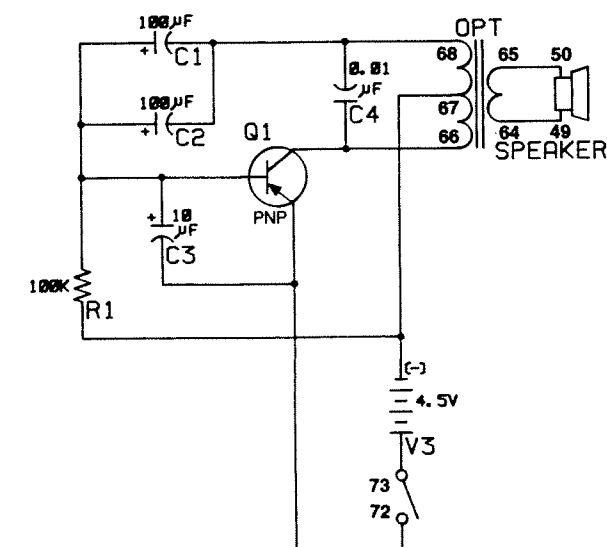 100µF
+ C1
OPT
68
65
50
100µF
+ C2
0.01
µF
C4
67
66
64
49
SPEAKER
Q1
PNP
+ 10
µF
C3
100K
R1
(-)
4.5V
V3
73
72